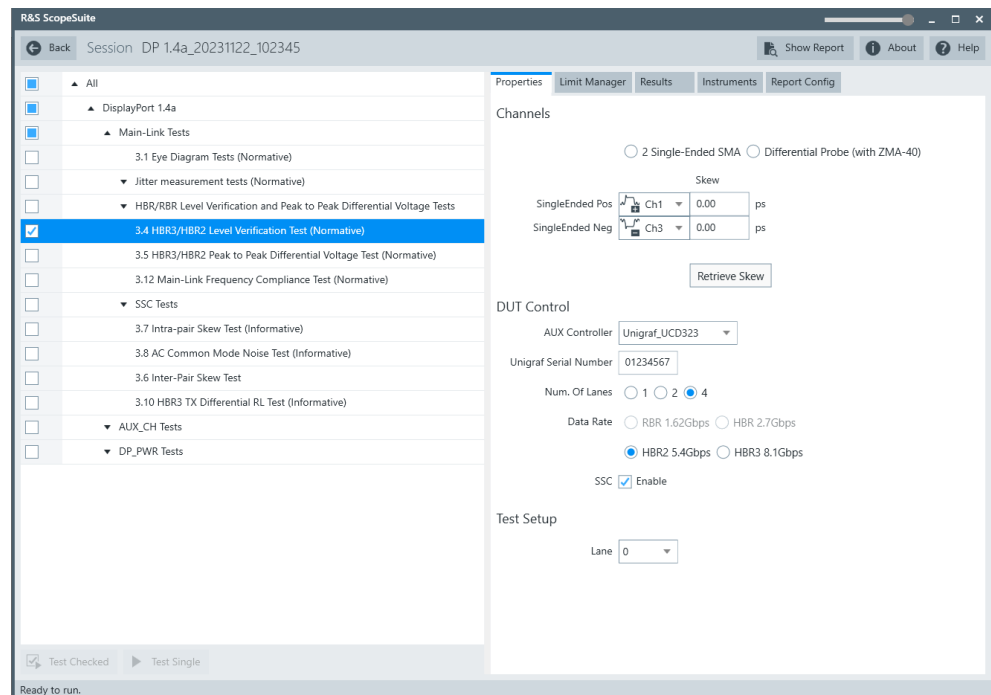 R&S ScopeSuite
Back Session DP 1.4a_20231122_102345 Show Report About Help
All
DisplayPort 1.4a
Main-Link Tests
3.1 Eye Diagram Tests (Normative)
Jitter measurement tests (Normative)
HBR/RBR Level Verification and Peak to Peak Differential Voltage Tests
3.4 HBR3/HBR2 Level Verification Test (Normative)
3.5 HBR3/HBR2 Peak to Peak Differential Voltage Test (Normative)
3.12 Main-Link Frequency Compliance Test (Normative)
SSC Tests
3.7 Intra-pair Skew Test (Informative)
3.8 AC Common Mode Noise Test (Informative)
3.6 Inter-Pair Skew Test
3.10 HBR3 TX Differential RL Test (Informative)
AUX_CH Tests
DP_PWR Tests
Test Checked Test Single
Properties Limit Manager Results Instruments Report Config
Channels
2 Single-Ended SMA Differential Probe (with ZMA-40)
Skew
SingleEnded Pos Ch1 0.00 ps
SingleEnded Neg Ch3 0.00 ps
Retrieve Skew
DUT Control
AUX Controller Unigraf_UCD323
Unigraf Serial Number 01234567
Num. Of Lanes 1 2 4
Data Rate RBR 1.62Gbps HBR 2.7Gbps
HBR2 5.4Gbps HBR3 8.1Gbps
SSC Enable
Test Setup
Lane 0
Ready to run.